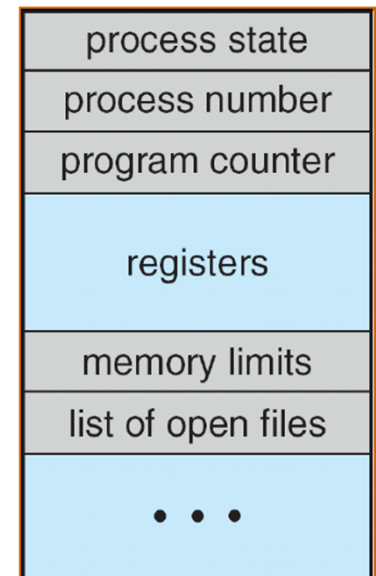 process state
process number
program counter
registers
memory limits
list of open files
• • •